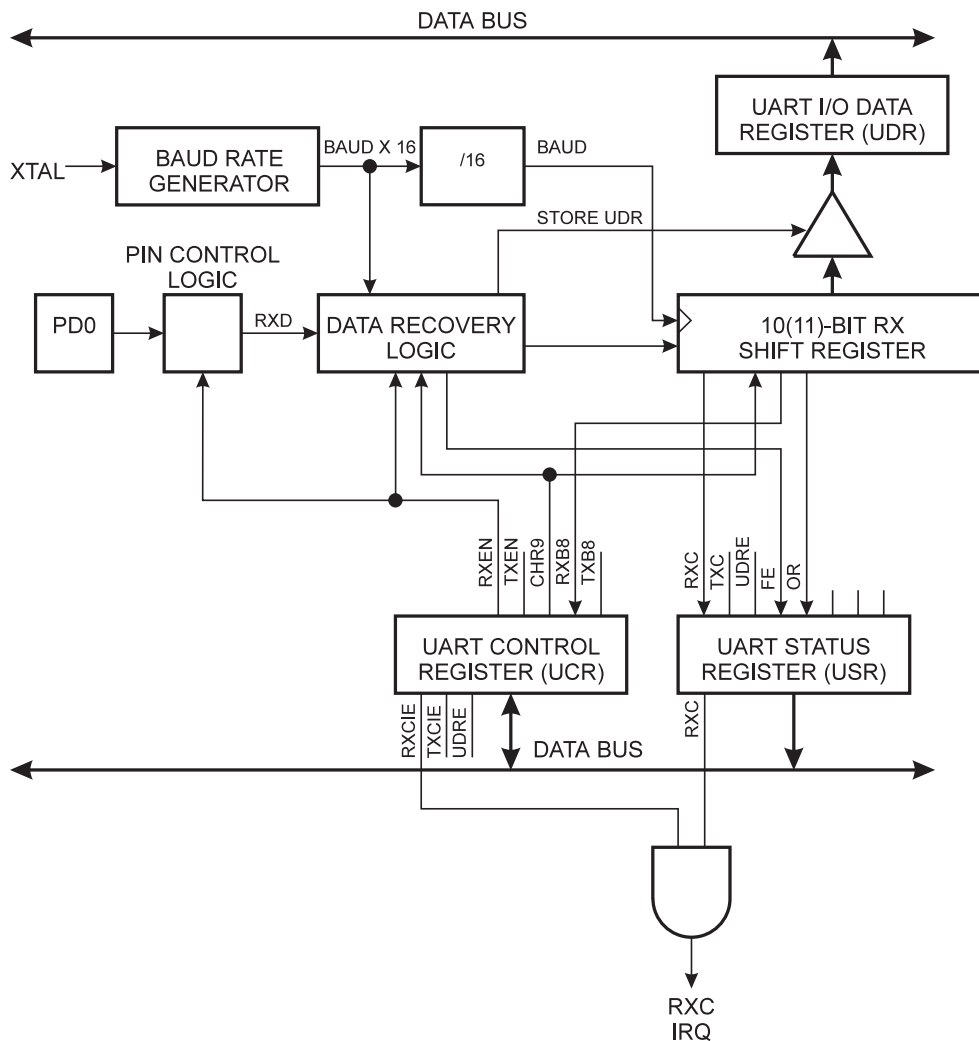 DATA BUS
UART I/O DATA
REGISTER (UDR)
XTAL
BAUD RATE
GENERATOR
BAUD X 16
/16
BAUD
STORE UDR
PIN CONTROL
LOGIC
PD0
RXD
DATA RECOVERY
LOGIC
10(11)-BIT RX
SHIFT REGISTER
RXEN
TXEN
CHR9
RXB8
TXB8
RXC
TXC
UDRE
FE
OR
UART CONTROL
REGISTER (UCR)
UART STATUS
REGISTER (USR)
RXCIE
TXCIE
UDRE
RXC
DATA BUS
RXC
IRQ